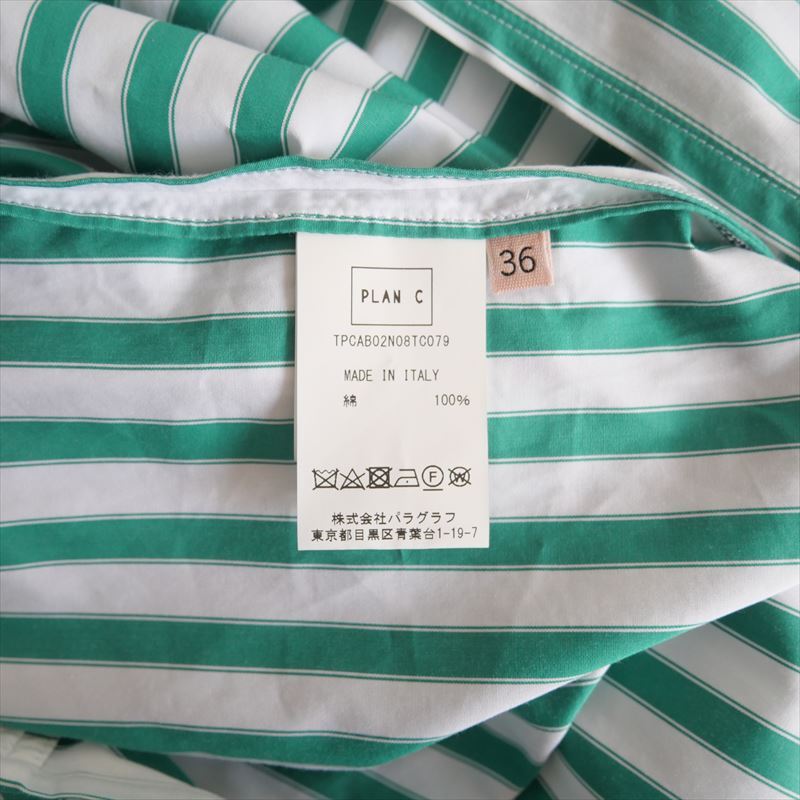 PLAN C
36
TPCAB02N08TC079
MADE IN ITALY
綿 100%
F W
株式会社パラグラフ
東京都目黒区青葉台1-19-7